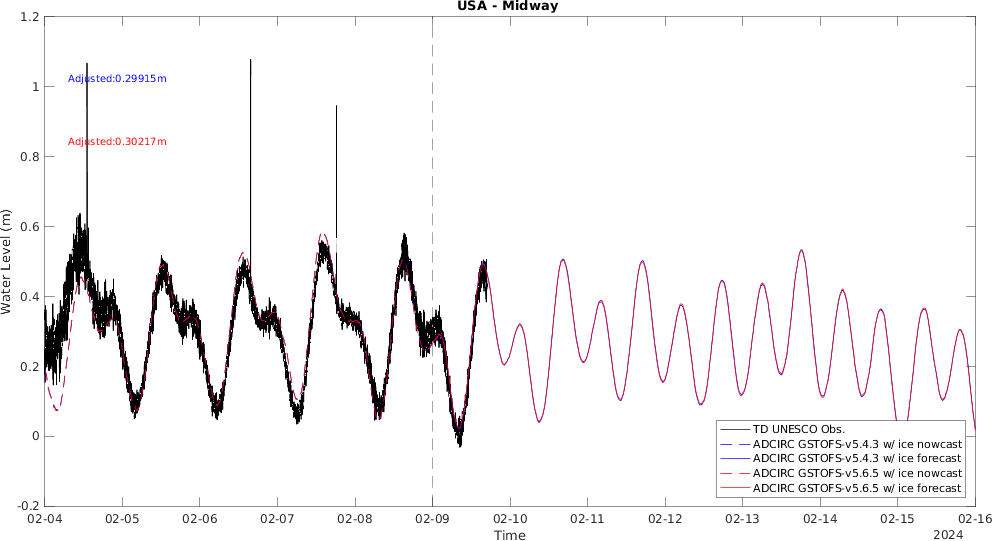 USA - Midway
1.2
1
0.8
0.6
0.4
0.2
0
-0.2
Water Level (m)
Adjusted:0.29915m
Adjusted:0.30217m
TD UNESCO Obs.
ADCIRC GSTOFS-v5.4.3 w/ ice nowcast
ADCIRC GSTOFS-v5.4.3 w/ ice forecast
ADCIRC GSTOFS-v5.6.5 w/ ice nowcast
ADCIRC GSTOFS-v5.6.5 w/ ice forecast
02-04 02-05 02-06 02-07 02-08 02-09 02-10 02-11 02-12 02-13 02-14 02-15 02-16
Time
2024